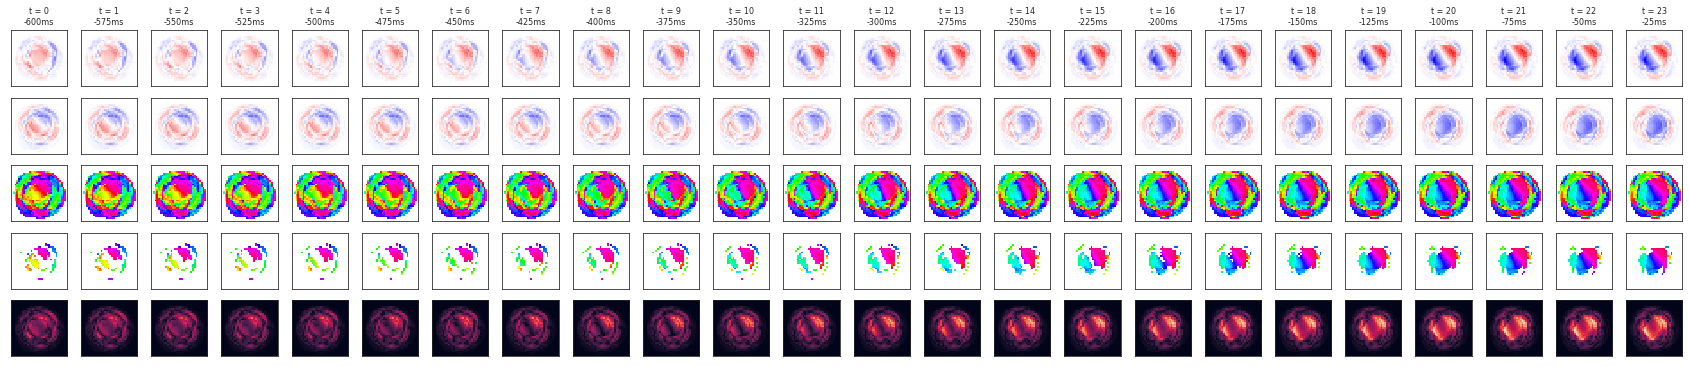 t = 0 t = 1 t = 2 t = 3 t = 4 t = 5 t = 6 t = 7 t = 8 t = 9 t = 10 t = 11 t = 12 t = 13 t = 14 t = 15 t = 16 t = 17 t = 18 t = 19 t = 20 t = 21 t = 22 t = 23
-600ms -575ms -550ms -525ms -500ms -475ms -450ms -425ms -400ms -375ms -350ms -325ms -300ms -275ms -250ms -225ms -200ms -175ms -150ms -125ms -100ms -75ms -50ms -25ms